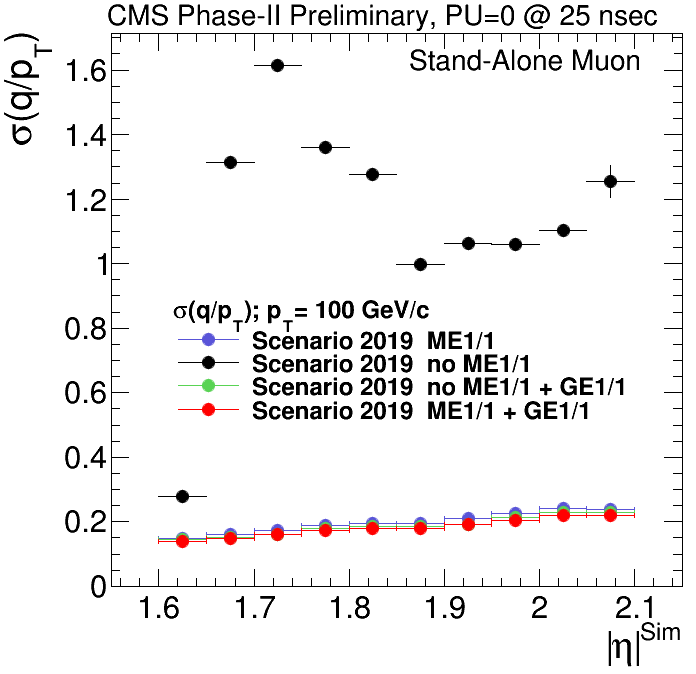 CMS Phase-II Preliminary, PU=0 @ 25 nsec
σ(q/p_T)
Stand-Alone Muon
1.6
1.4
1.2
1
0.8
0.6
0.4
0.2
0
σ(q/p_T); p_T= 100 GeV/c
Scenario 2019 ME1/1
Scenario 2019 no ME1/1
Scenario 2019 no ME1/1 + GE1/1
Scenario 2019 ME1/1 + GE1/1
1.6 1.7 1.8 1.9 2 2.1
|η|^Sim